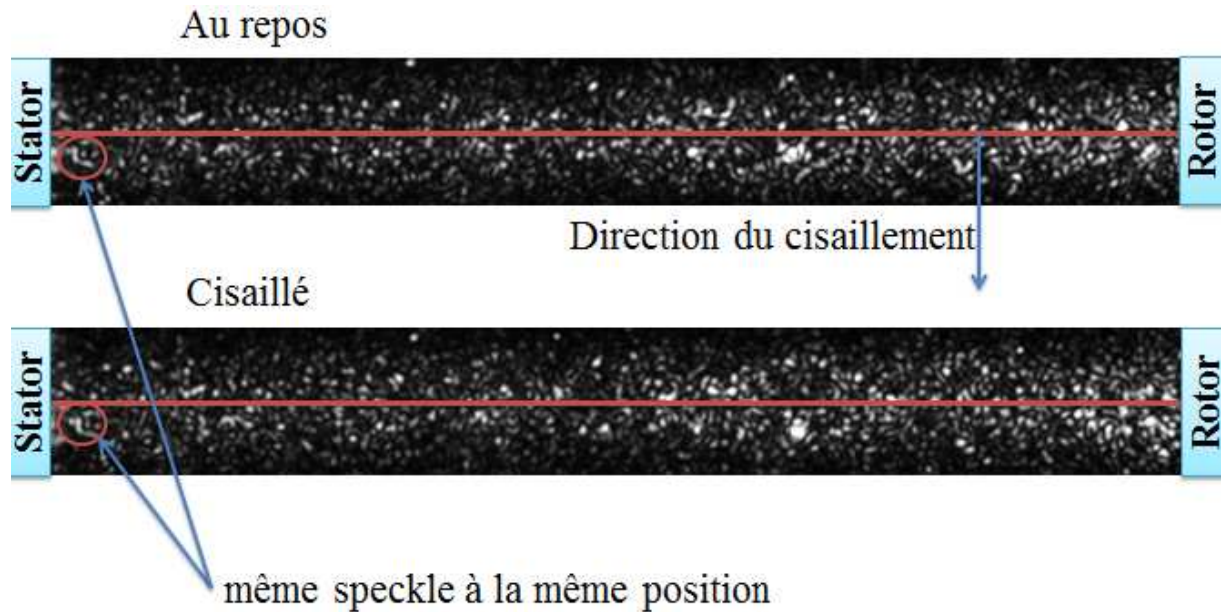 Au repos
Stator
Rotor
Direction du cisaillement
Cisaillé
Stator
Rotor
même speckle à la même position